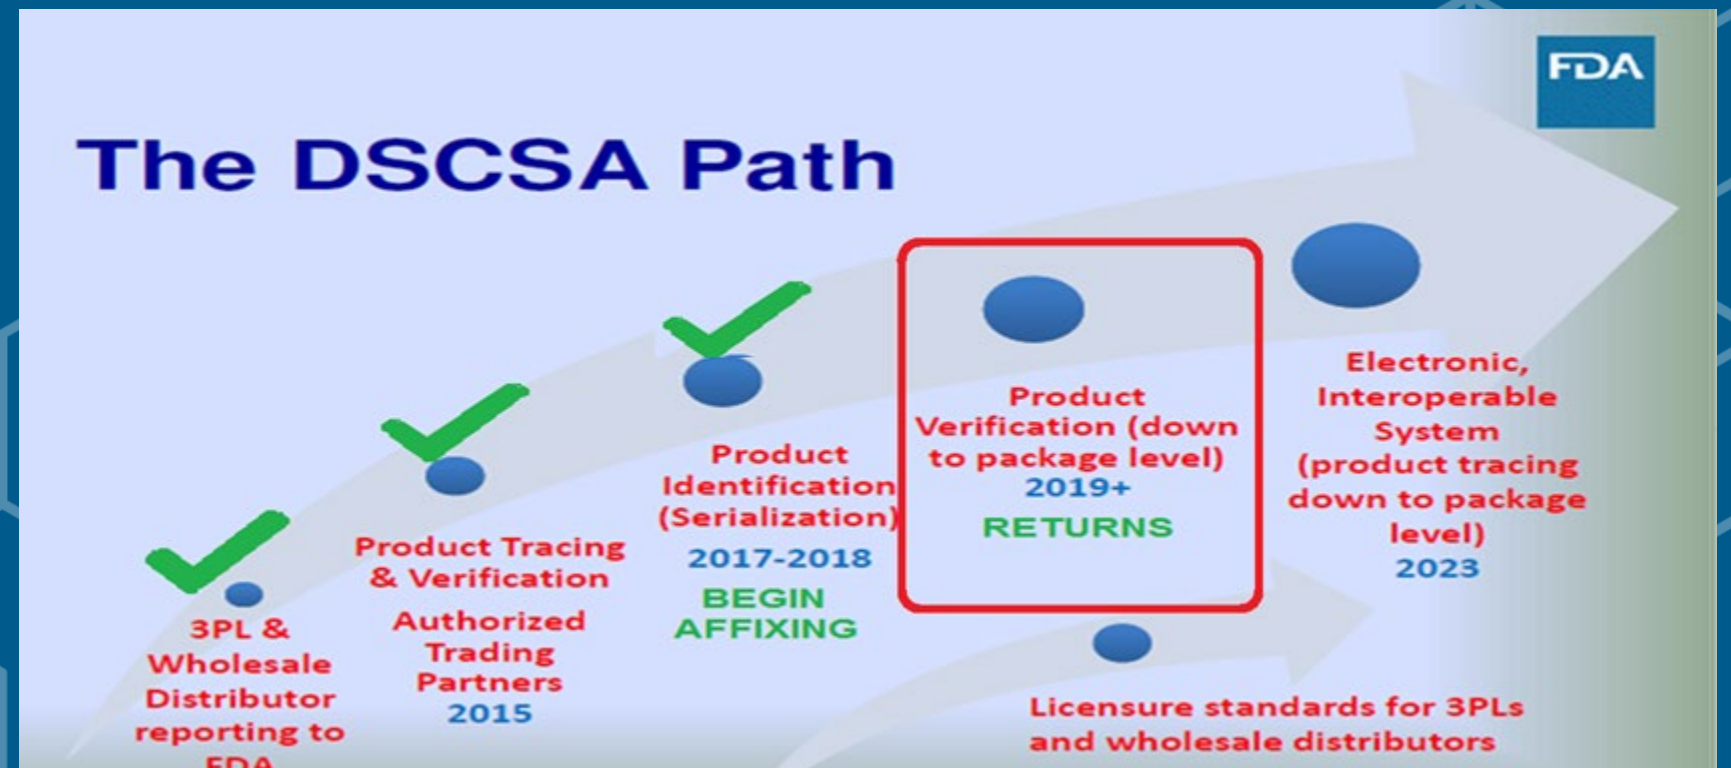 FDA
The DSCSA Path
3PL &
Wholesale
Distributor
reporting to
FDA
Product Tracing
& Verification
Authorized
Trading
Partners
2015
Product
Identification
(Serialization)
2017-2018
BEGIN
AFFIXING
Product
Verification (down
to package level)
2019+
RETURNS
Electronic,
Interoperable
System
(product tracing
down to package
level)
2023
Licensure standards for 3PLs
and wholesale distributors